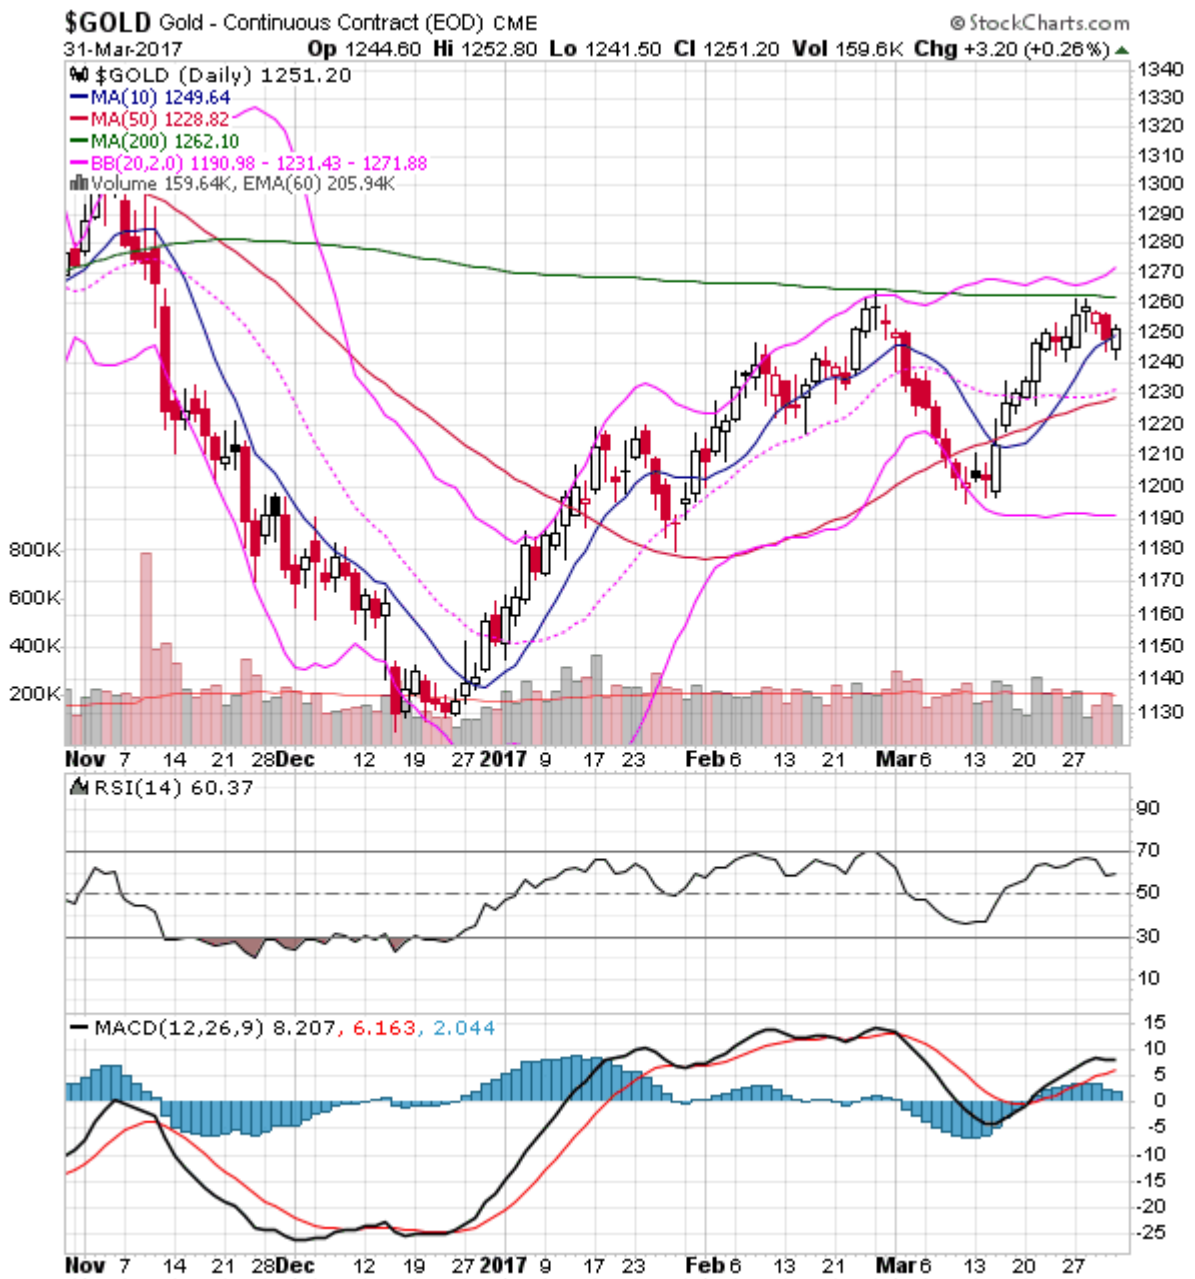 $GOLD Gold - Continuous Contract (EOD) CME © StockCharts.com
31-Mar-2017 Op 1244.60 Hi 1252.80 Lo 1241.50 Cl 1251.20 Vol 159.6K Chg +3.20 (+0.26%)
$GOLD (Daily) 1251.20
MA(10) 1249.64
MA(50) 1228.82
MA(200) 1262.10
BB(20,2.0) 1190.98 - 1231.43 - 1271.88
Volume 159.64K, EMA(60) 205.94K
1340
1330
1320
1310
1300
1290
1280
1270
1260
1250
1240
1230
1220
1210
1200
1190
1180
1170
1160
1150
1140
1130
800K
600K
400K
200K
Nov 7 14 21 28 Dec 12 19 27 2017 9 17 23 Feb 6 13 21 Mar 6 13 20 27
RSI(14) 60.37
90
70
50
30
10
MACD(12,26,9) 8.207, 6.163, 2.044
15
10
5
0
-5
-10
-15
-20
-25
Nov 7 14 21 28 Dec 12 19 27 2017 9 17 23 Feb 6 13 21 Mar 6 13 20 27